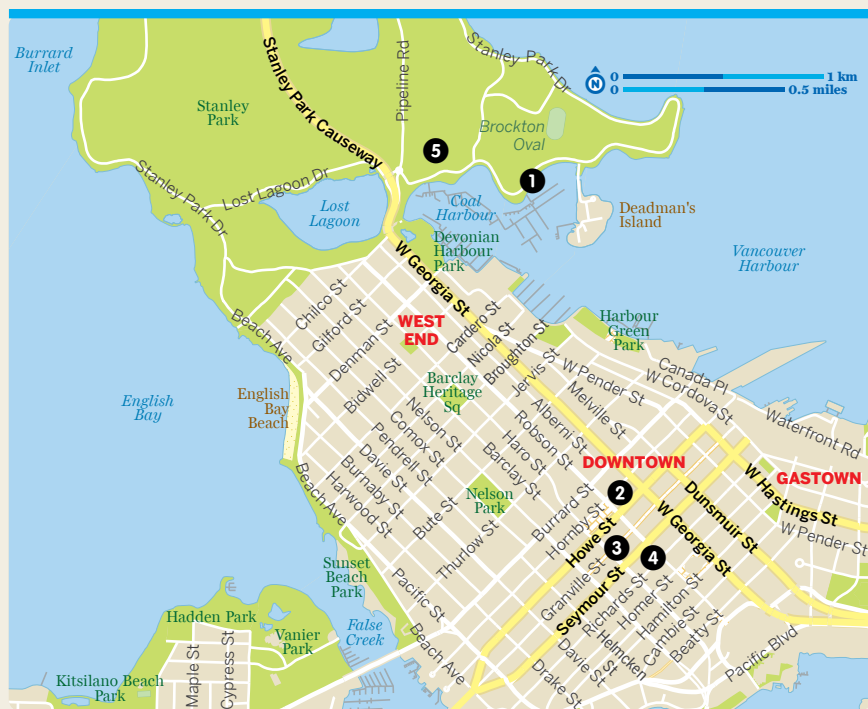 Burrard
Inlet
Stanley Park Causeway
Pipeline Rd
Stanley Park Dr
N
0
1 km
0
0.5 miles
Stanley
Park
Brockton
Oval
5
1
Stanley Park Dr
Lost Lagoon Dr
Lost
Lagoon
Coal
Harbour
Deadman's
Island
Devonian
Harbour
Park
Vancouver
Harbour
W Georgia St
Chilco St
Gilford St
Denman St
Bidwell St
WEST
END
Cardero St
Nicola St
Broughton St
Jervis St
Harbour
Green
Park
Beach Ave
Canada Pl
W Pender St
W Cordova St
Melville St
Waterfront Rd
English
Bay
English
Bay
Beach
Barclay
Heritage
Sq
Nelson St
Comox St
Pendrell St
Davie St
Burnaby St
Harwood St
Alberni St
Robson St
Haro St
Barclay St
DOWNTOWN
GASTOWN
Beach Ave
Nelson
Park
Bute St
Thurlow St
Burrard St
Hornby St
Howe St
2
Dunsmuir St
W Hastings St
W Georgia St
W Pender St
3
4
Granville St
Seymour St
Richards St
Homer St
Hamilton St
Cambie St
Beatty St
Helmcken
St
Davie St
Drake St
Pacific Blvd
Sunset
Beach
Park
Pacific St
Beach Ave
Hadden Park
Vanier
Park
False
Creek
Kitsilano Beach
Park
Maple St
Cypress St